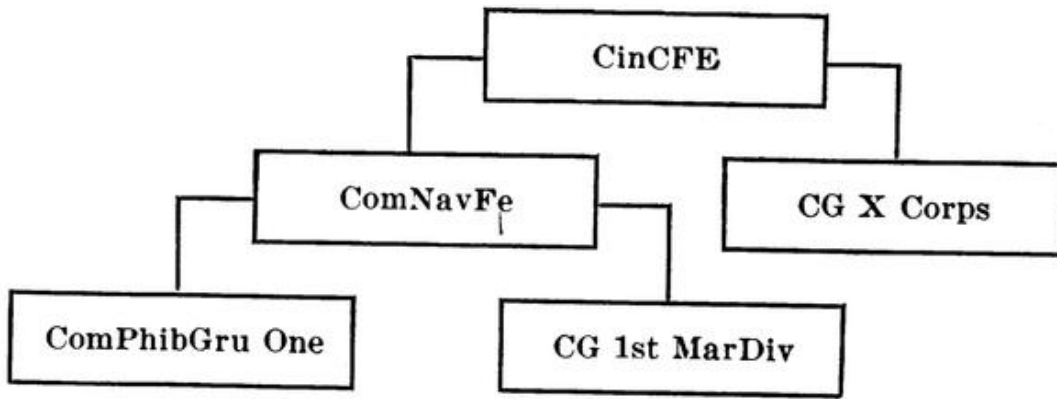 CinCFE
ComNavFe
CG X Corps
ComPhibGru One
CG 1st MarDiv